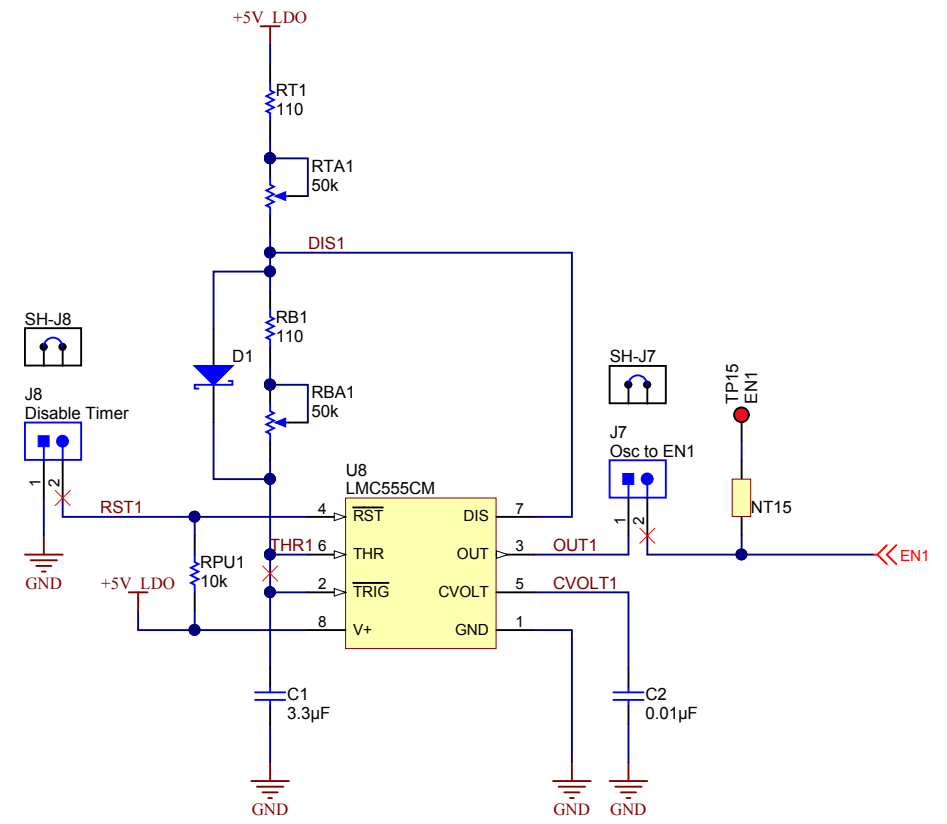 +5V_LDO
RT1
110
RTA1
50k
DIS1
RB1
110
D1
RBA1
50k
SH-J8
J8
Disable Timer
1
2
RST1
GND
+5V_LDO
RPU1
10k
THR1
U8
LMC555CM
4
RST
6
THR
2
TRIG
8
V+
DIS
7
OUT
3
CVOLT
5
GND
1
OUT1
CVOLT1
SH-J7
J7
Osc to EN1
1
2
TP15
EN1
NT15
EN1
C1
3.3µF
C2
0.01µF
GND
GND
GND